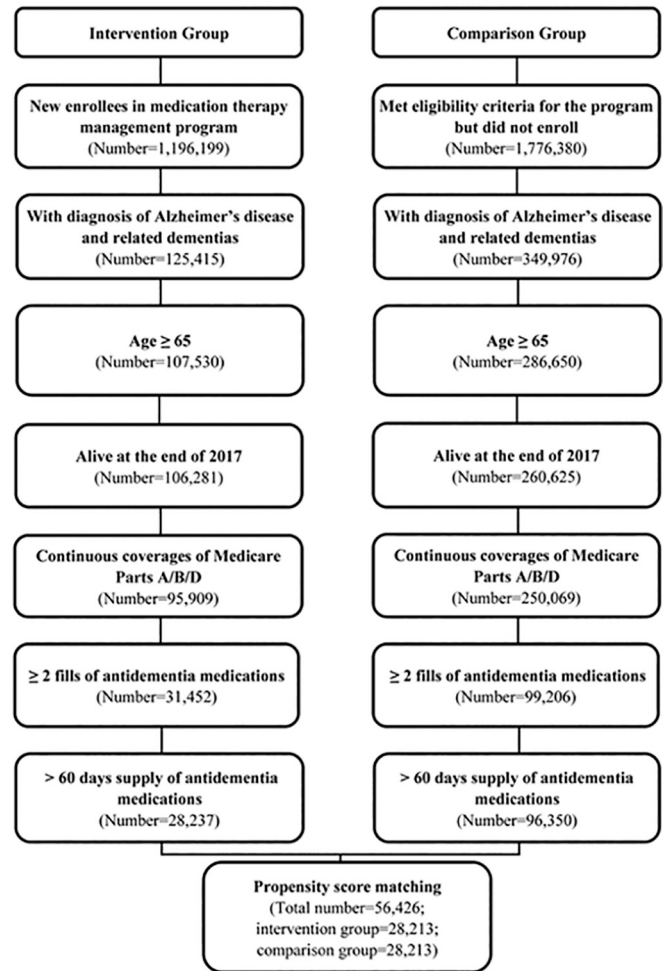 Intervention Group
New enrollees in medication therapy
management program
(Number=1,196,199)
With diagnosis of Alzheimer's disease
and related dementias
(Number=125,415)
Age ≥ 65
(Number=107,530)
Alive at the end of 2017
(Number=106,281)
Continuous coverages of Medicare
Parts A/B/D
(Number=95,909)
≥ 2 fills of antidementia medications
(Number=31,452)
> 60 days supply of antidementia
medications
(Number=28,237)
Comparison Group
Met eligibility criteria for the program
but did not enroll
(Number=1,776,380)
With diagnosis of Alzheimer's disease
and related dementias
(Number=349,976)
Age ≥ 65
(Number=286,650)
Alive at the end of 2017
(Number=260,625)
Continuous coverages of Medicare
Parts A/B/D
(Number=250,069)
≥ 2 fills of antidementia medications
(Number=99,206)
> 60 days supply of antidementia
medications
(Number=96,350)
Propensity score matching
(Total number=56,426;
intervention group=28,213;
comparison group=28,213)